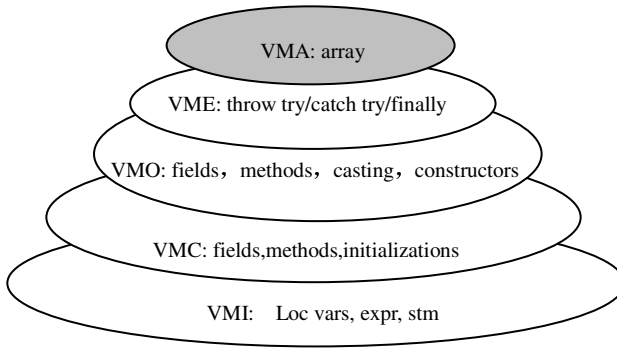 VMA: array
VME: throw try/catch try/finally
VMO: fields，methods，casting，constructors
VMC: fields,methods,initializations
VMI: Loc vars, expr, stm